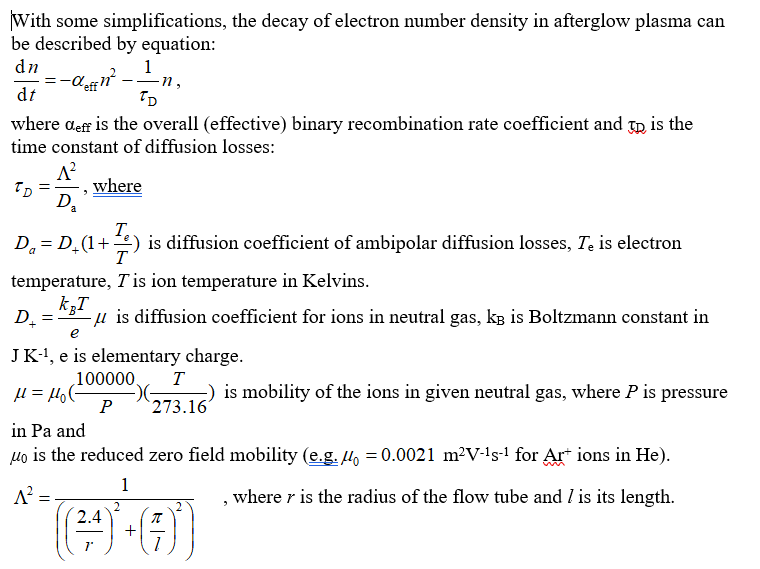 With some simplifications, the decay of electron number density in afterglow plasma can
be described by equation:
dn/dt = -α_eff n² - (1/τ_D) n,
where α_eff is the overall (effective) binary recombination rate coefficient and τ_D is the
time constant of diffusion losses:
τ_D = Λ²/D_a, where
D_a = D_+(1 + T_e/T) is diffusion coefficient of ambipolar diffusion losses, T_e is electron
temperature, T is ion temperature in Kelvins.
D_+ = (k_B T/e) μ is diffusion coefficient for ions in neutral gas, k_B is Boltzmann constant in
J K⁻¹, e is elementary charge.
μ = μ₀(100000/P)(T/273.16) is mobility of the ions in given neutral gas, where P is pressure
in Pa and
μ₀ is the reduced zero field mobility (e.g. μ₀ = 0.0021 m²V⁻¹s⁻¹ for Ar⁺ ions in He).
Λ² = 1/((2.4/r)² + (π/l)²) , where r is the radius of the flow tube and l is its length.